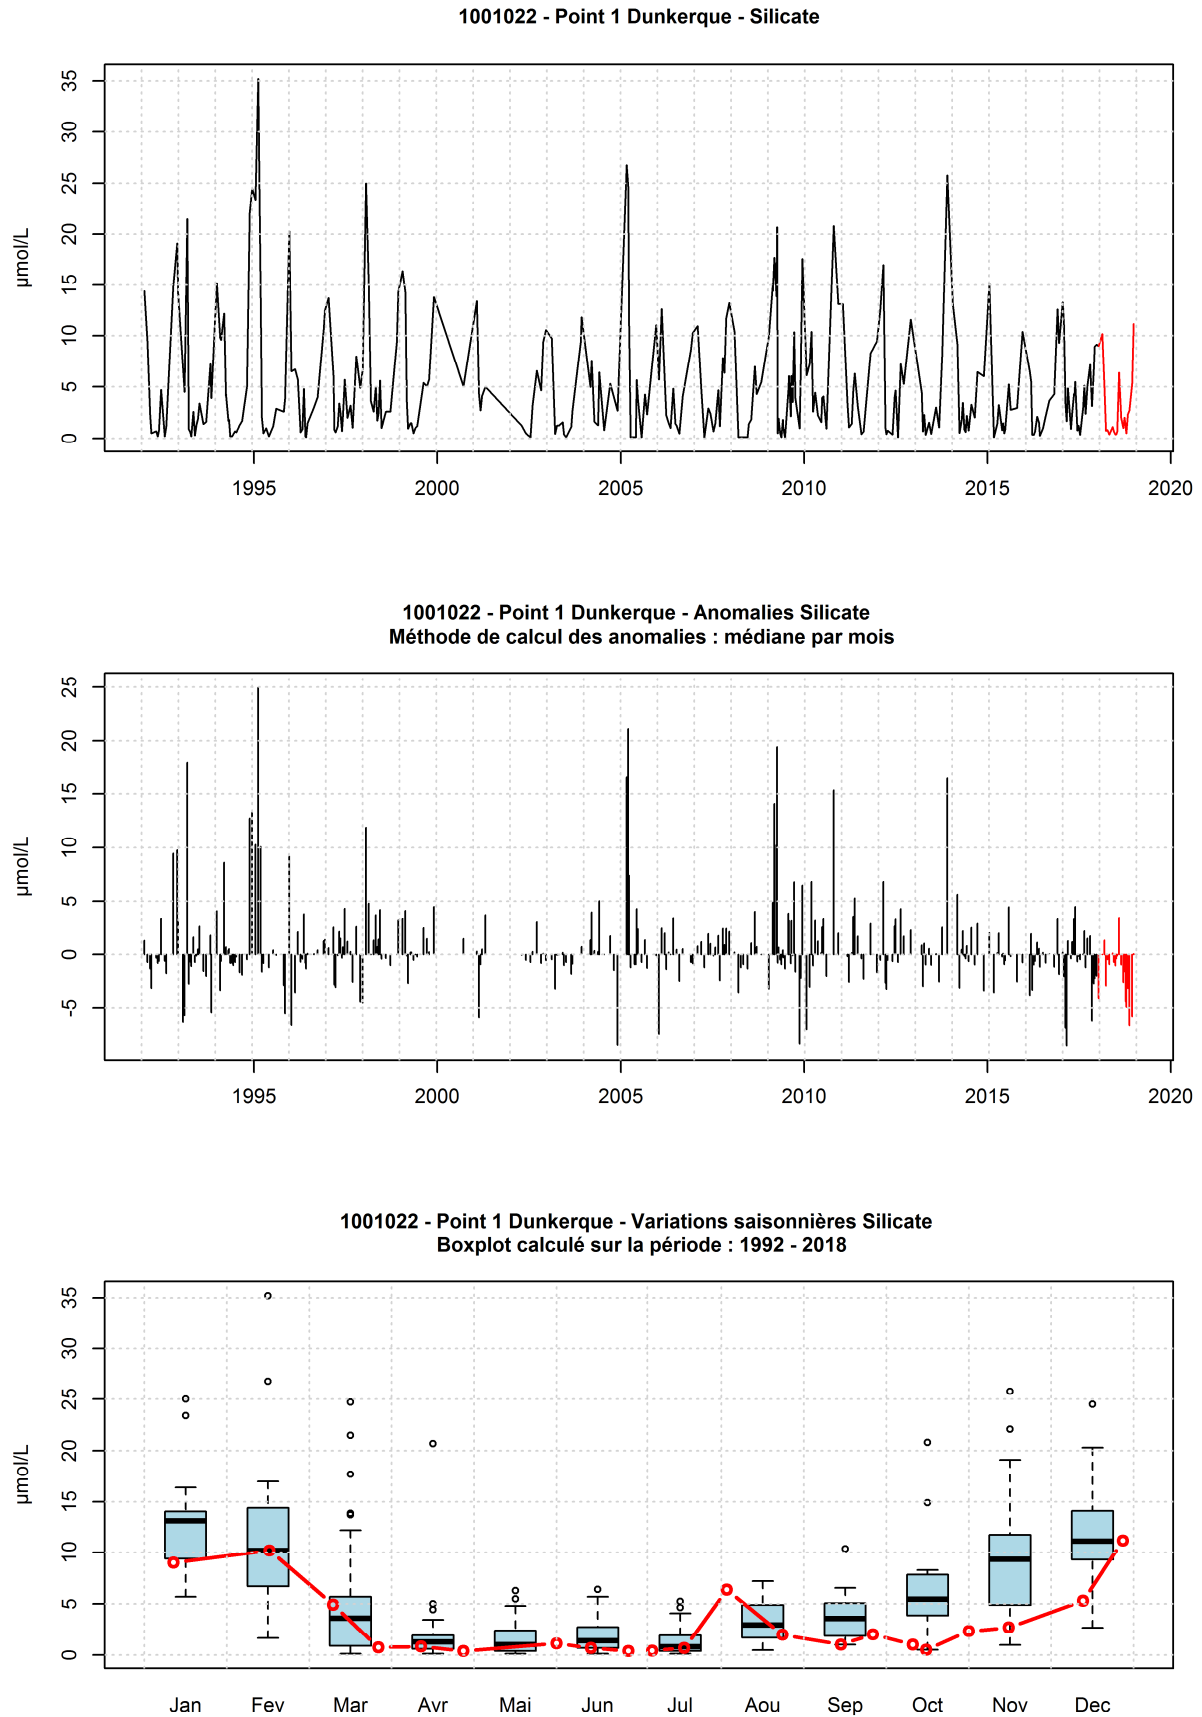 1001022 - Point 1 Dunkerque - Silicate
35
30
25
20
15
10
5
0
µmol/L
1995 2000 2005 2010 2015 2020
1001022 - Point 1 Dunkerque - Anomalies Silicate
Méthode de calcul des anomalies : médiane par mois
25
20
15
10
5
0
-5
µmol/L
1995 2000 2005 2010 2015 2020
1001022 - Point 1 Dunkerque - Variations saisonnières Silicate
Boxplot calculé sur la période : 1992 - 2018
35
30
25
20
15
10
5
0
µmol/L
Jan Fev Mar Avr Mai Jun Jul Aou Sep Oct Nov Dec